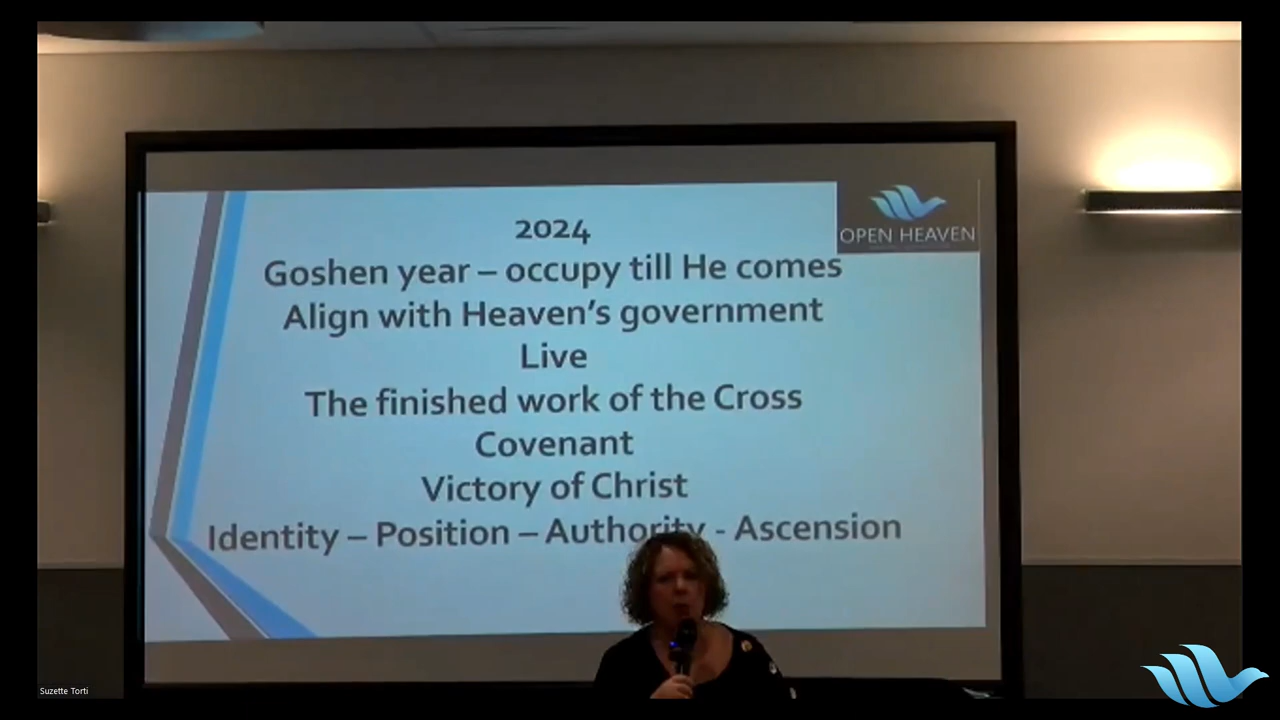 2024
OPEN HEAVEN
Goshen year – occupy till He comes
Align with Heaven's government
Live
The finished work of the Cross
Covenant
Victory of Christ
Identity – Position – Authority - Ascension
Suzette Torti